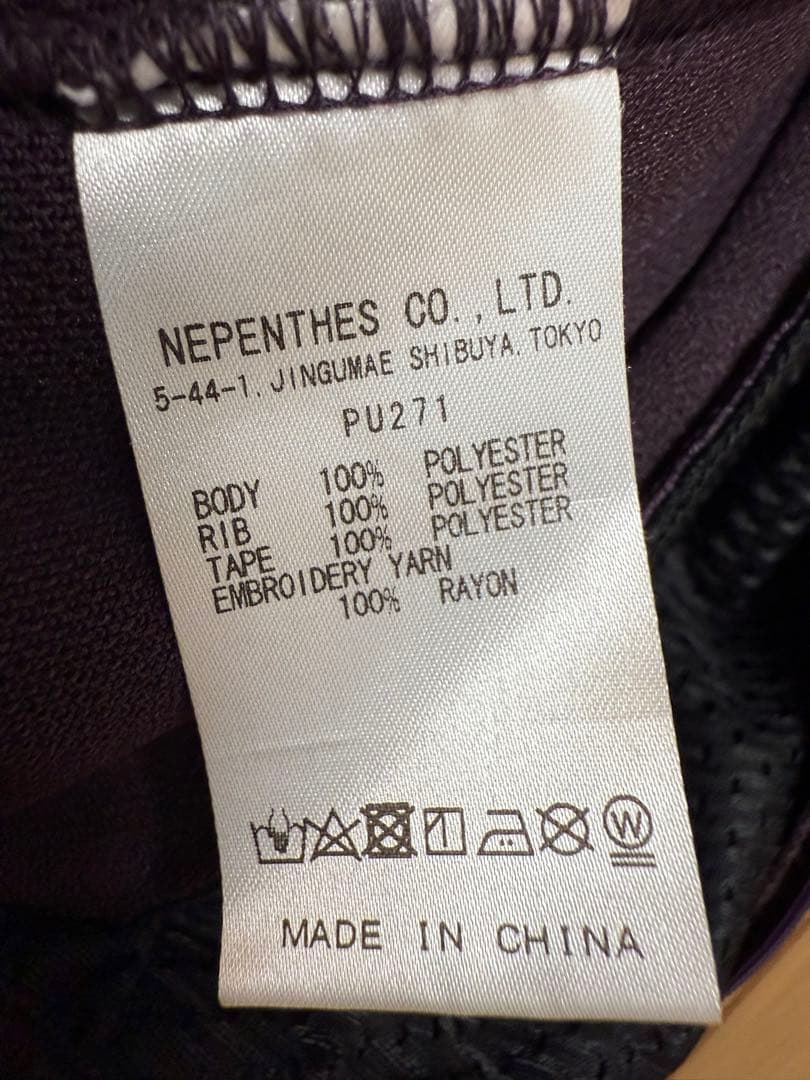 NEPENTHES CO., LTD.
5-44-1, JINGUMAE SHIBUYA, TOKYO
PU271
BODY 100% POLYESTER
RIB 100% POLYESTER
TAPE 100% POLYESTER
EMBROIDERY YARN
100% RAYON
W
MADE IN CHINA